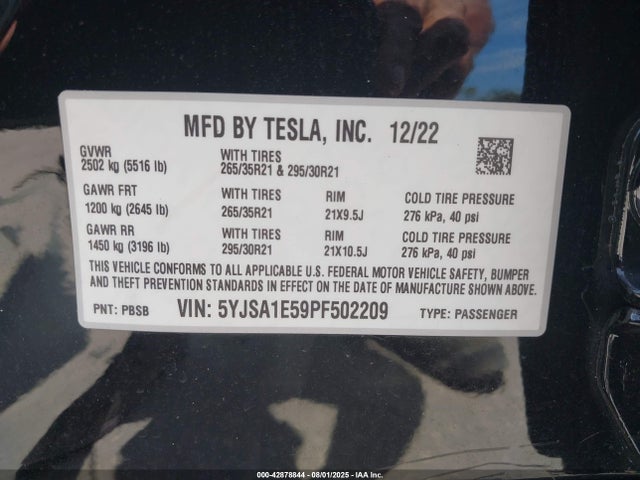 MFD BY TESLA, INC. 12/22
GVWR
2502 kg (5516 lb)
WITH TIRES
265/35R21 & 295/30R21
GAWR FRT
1200 kg (2645 lb)
WITH TIRES
265/35R21
RIM
21X9.5J
COLD TIRE PRESSURE
276 kPa, 40 psi
GAWR RR
1450 kg (3196 lb)
WITH TIRES
295/30R21
RIM
21X10.5J
COLD TIRE PRESSURE
276 kPa, 40 psi
THIS VEHICLE CONFORMS TO ALL APPLICABLE U.S. FEDERAL MOTOR VEHICLE SAFETY, BUMPER
AND THEFT PREVENTION STANDARDS IN EFFECT ON THE DATE OF MANUFACTURE SHOWN ABOVE.
PNT: PBSB VIN: 5YJSA1E59PF502209 TYPE: PASSENGER
000-42878844 - 08/01/2025 - IAA Inc.